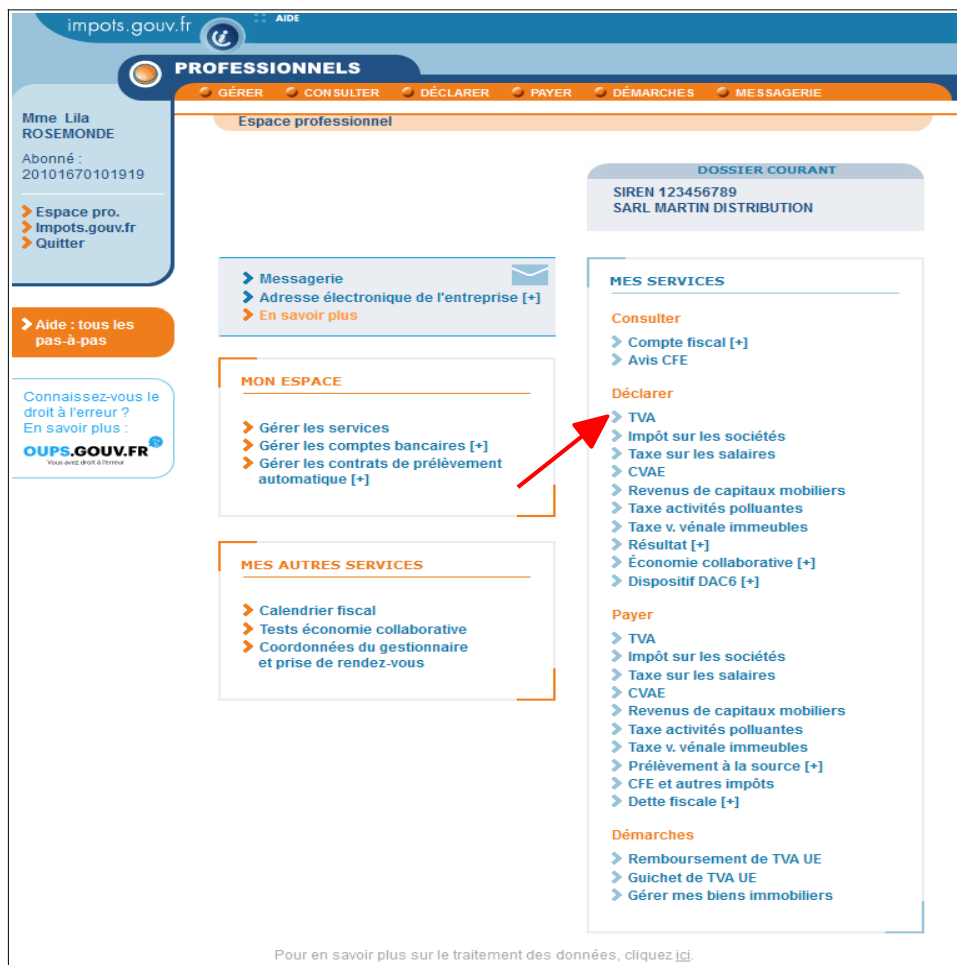 impots.gouv.fr
AIDE
PROFESSIONNELS
GÉRER CONSULTER DÉCLARER PAYER DÉMARCHES MESSAGERIE
Mme Lila
ROSEMONDE
Abonné :
20101670101919
Espace pro.
Impots.gouv.fr
Quitter
Aide : tous les
pas-à-pas
Connaissez-vous le
droit à l'erreur ?
En savoir plus :
OUPS.GOUV.FR
Vous avez droit à l'erreur
Espace professionnel
DOSSIER COURANT
SIREN 123456789
SARL MARTIN DISTRIBUTION
Messagerie
Adresse électronique de l'entreprise [+]
En savoir plus
MON ESPACE
Gérer les services
Gérer les comptes bancaires [+]
Gérer les contrats de prélèvement
automatique [+]
MES AUTRES SERVICES
Calendrier fiscal
Tests économie collaborative
Coordonnées du gestionnaire
et prise de rendez-vous
MES SERVICES
Consulter
Compte fiscal [+]
Avis CFE
Déclarer
TVA
Impôt sur les sociétés
Taxe sur les salaires
CVAE
Revenus de capitaux mobiliers
Taxe activités polluantes
Taxe v. vénale immeubles
Résultat [+]
Économie collaborative [+]
Dispositif DAC6 [+]
Payer
TVA
Impôt sur les sociétés
Taxe sur les salaires
CVAE
Revenus de capitaux mobiliers
Taxe activités polluantes
Taxe v. vénale immeubles
Prélèvement à la source [+]
CFE et autres impôts
Dette fiscale [+]
Démarches
Remboursement de TVA UE
Guichet de TVA UE
Gérer mes biens immobiliers
Pour en savoir plus sur le traitement des données, cliquez ici.